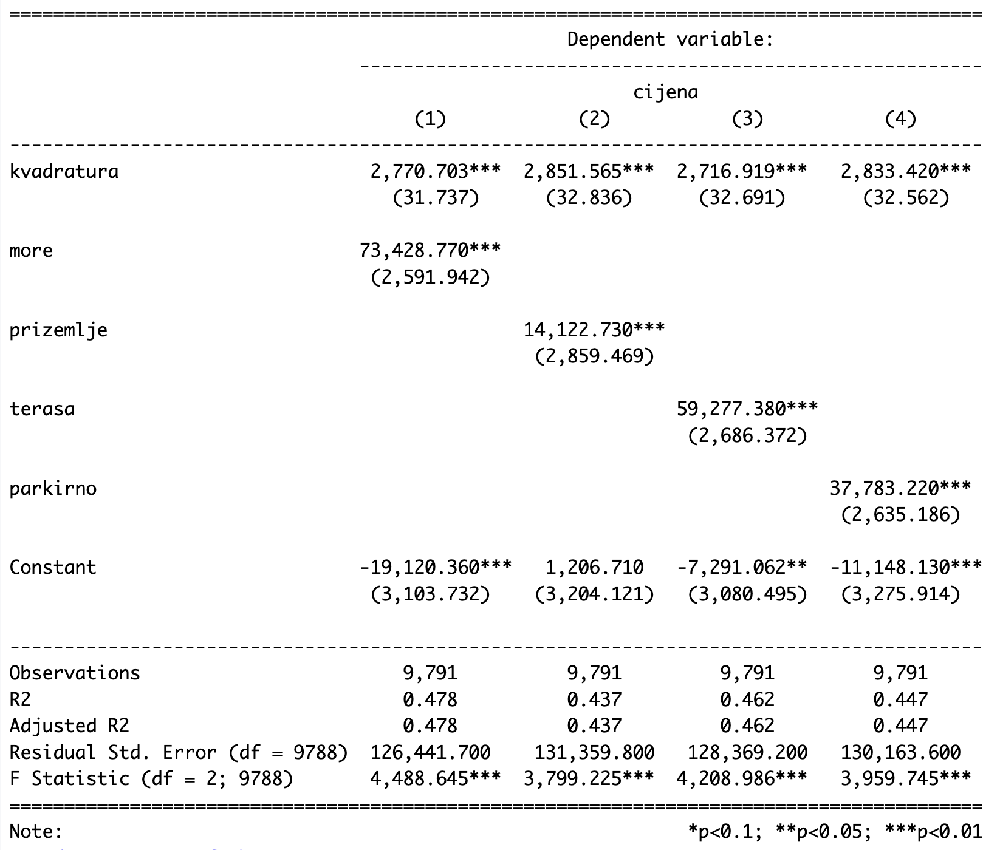 ==========================================================================================
Dependent variable:
---------------------------------------------------------
cijena
(1) (2) (3) (4)
------------------------------------------------------------------------------------------
kvadratura 2,770.703*** 2,851.565*** 2,716.919*** 2,833.420***
(31.737) (32.836) (32.691) (32.562)
more 73,428.770***
(2,591.942)
prizemlje 14,122.730***
(2,859.469)
terasa 59,277.380***
(2,686.372)
parkirno 37,783.220***
(2,635.186)
Constant -19,120.360*** 1,206.710 -7,291.062** -11,148.130***
(3,103.732) (3,204.121) (3,080.495) (3,275.914)
------------------------------------------------------------------------------------------
Observations 9,791 9,791 9,791 9,791
R2 0.478 0.437 0.462 0.447
Adjusted R2 0.478 0.437 0.462 0.447
Residual Std. Error (df = 9788) 126,441.700 131,359.800 128,369.200 130,163.600
F Statistic (df = 2; 9788) 4,488.645*** 3,799.225*** 4,208.986*** 3,959.745***
==========================================================================================
Note: *p<0.1; **p<0.05; ***p<0.01